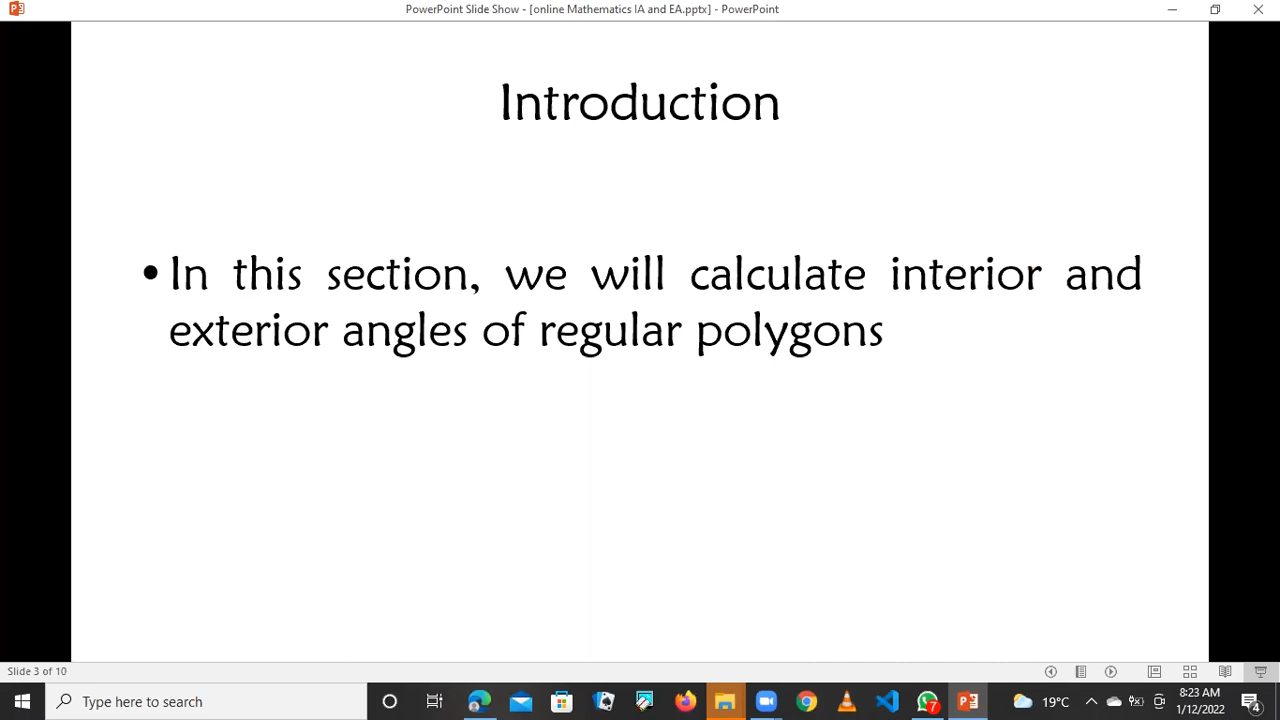 PowerPoint Slide Show - [online Mathematics IA and EA.pptx] - PowerPoint
Introduction
• In this section, we will calculate interior and
exterior angles of regular polygons
Slide 3 of 10
Type here to search
7
19°C
8:23 AM
1/12/2022
4